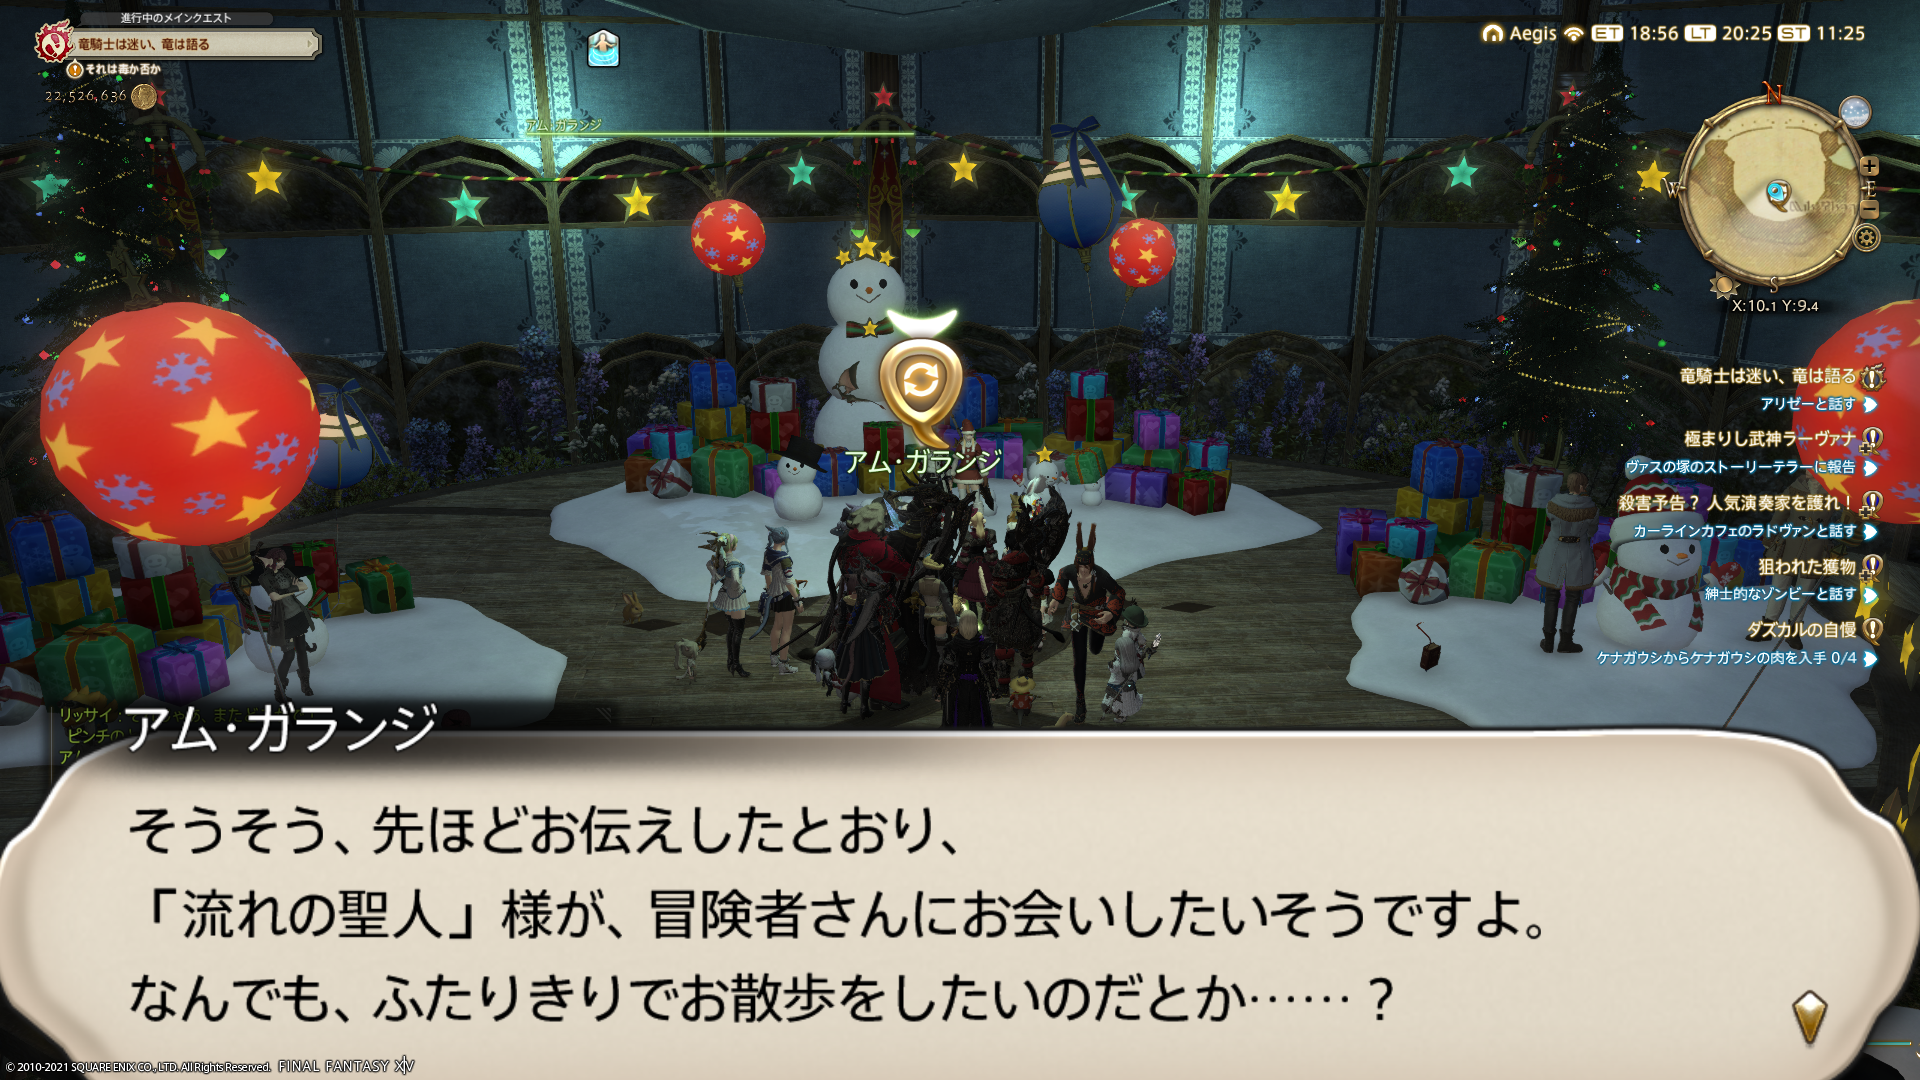 進行中のメインクエスト
竜騎士は迷い、竜は語る
それは毒か否か
22,526,636
Aegis ET 18:56 LT 20:25 ST 11:25
アム・ガランジ
N
W
E
S
X:10.1 Y:9.4
竜騎士は迷い、竜は語る
アリゼーと話す
極まりし武神ラーヴァナ
ヴァスの塚のストーリーテラーに報告
殺害予告？ 人気演奏家を護れ！
カーラインカフェのラドヴァンと話す
狙われた獲物
紳士的なゾンビーと話す
ダズカルの自慢
ケナガウシからケナガウシの肉を入手 0/4
アム・ガランジ
リッサイ：
ピンチの
アム・ガランジ
そうそう、先ほどお伝えしたとおり、
「流れの聖人」様が、冒険者さんにお会いしたいそうですよ。
なんでも、ふたりきりでお散歩をしたいのだとか……？
© 2010-2021 SQUARE ENIX CO., LTD. All Rights Reserved. FINAL FANTASY XIV